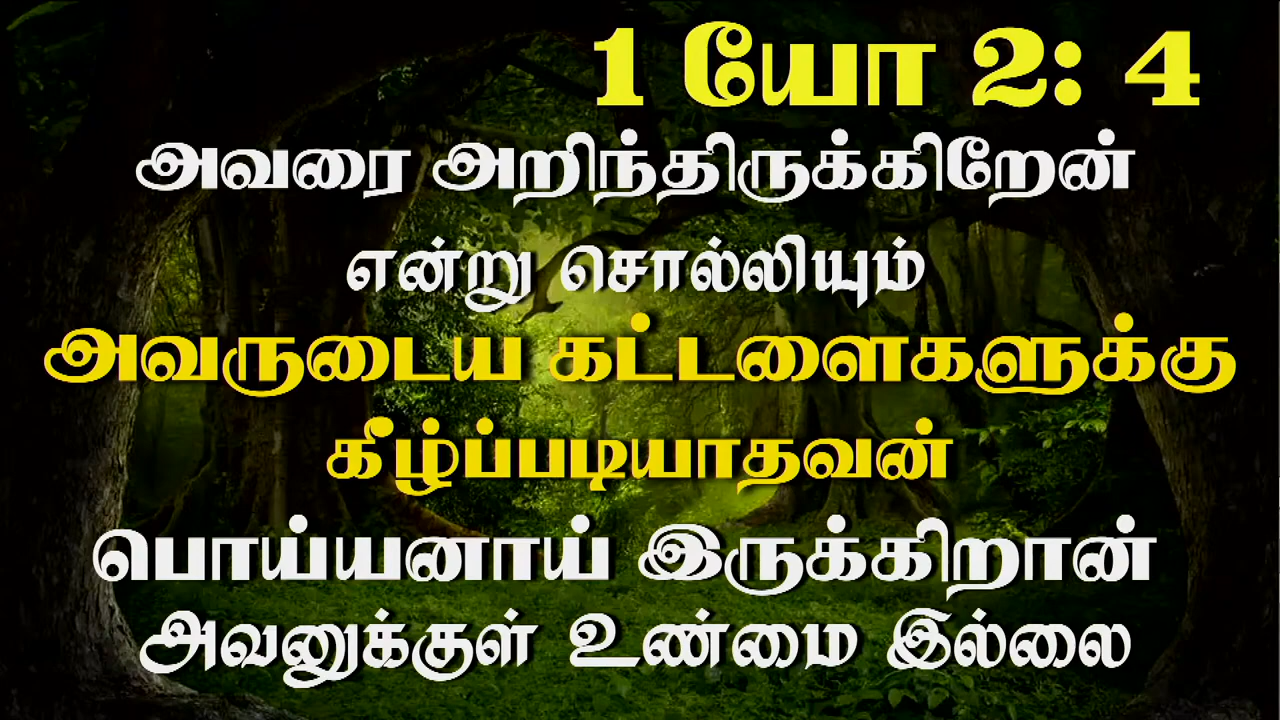 1 யோ 2: 4
அவரை அறிந்திருக்கிறேன்
என்று சொல்லியும்
அவருடைய கட்டளைகளுக்கு
கீழ்ப்படியாதவன்
பொய்யனாய் இருக்கிறான்
அவனுக்குள் உண்மை இல்லை